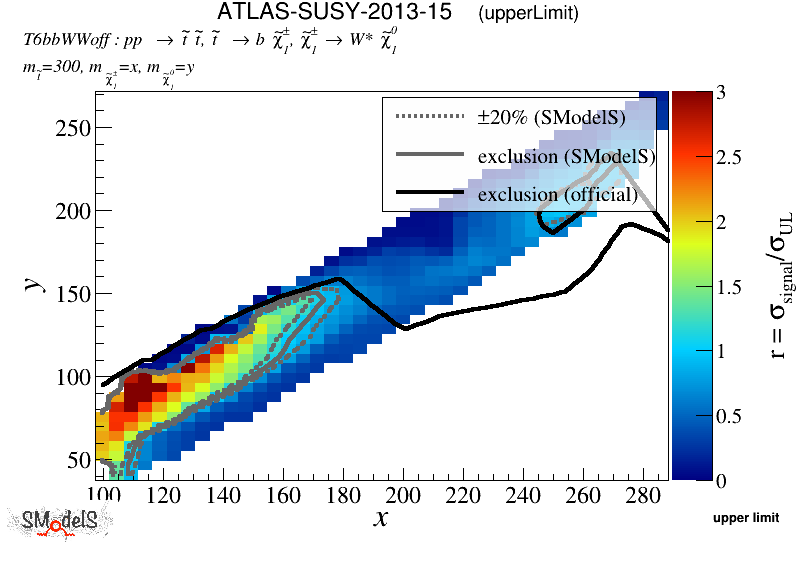 ATLAS-SUSY-2013-15 (upperLimit)
T6bbWWoff : pp → t̃ t̃, t̃ → b χ̃₁±, χ̃₁± → W* χ̃₁⁰
m_t̃=300, m_χ̃₁±=x, m_χ̃₁⁰=y
±20% (SModelS)
exclusion (SModelS)
exclusion (official)
250
200
150
100
50
y
100 120 140 160 180 200 220 240 260 280
x
3
2.5
2
1.5
1
0.5
0
r = σ_signal/σ_UL
SModelS
upper limit